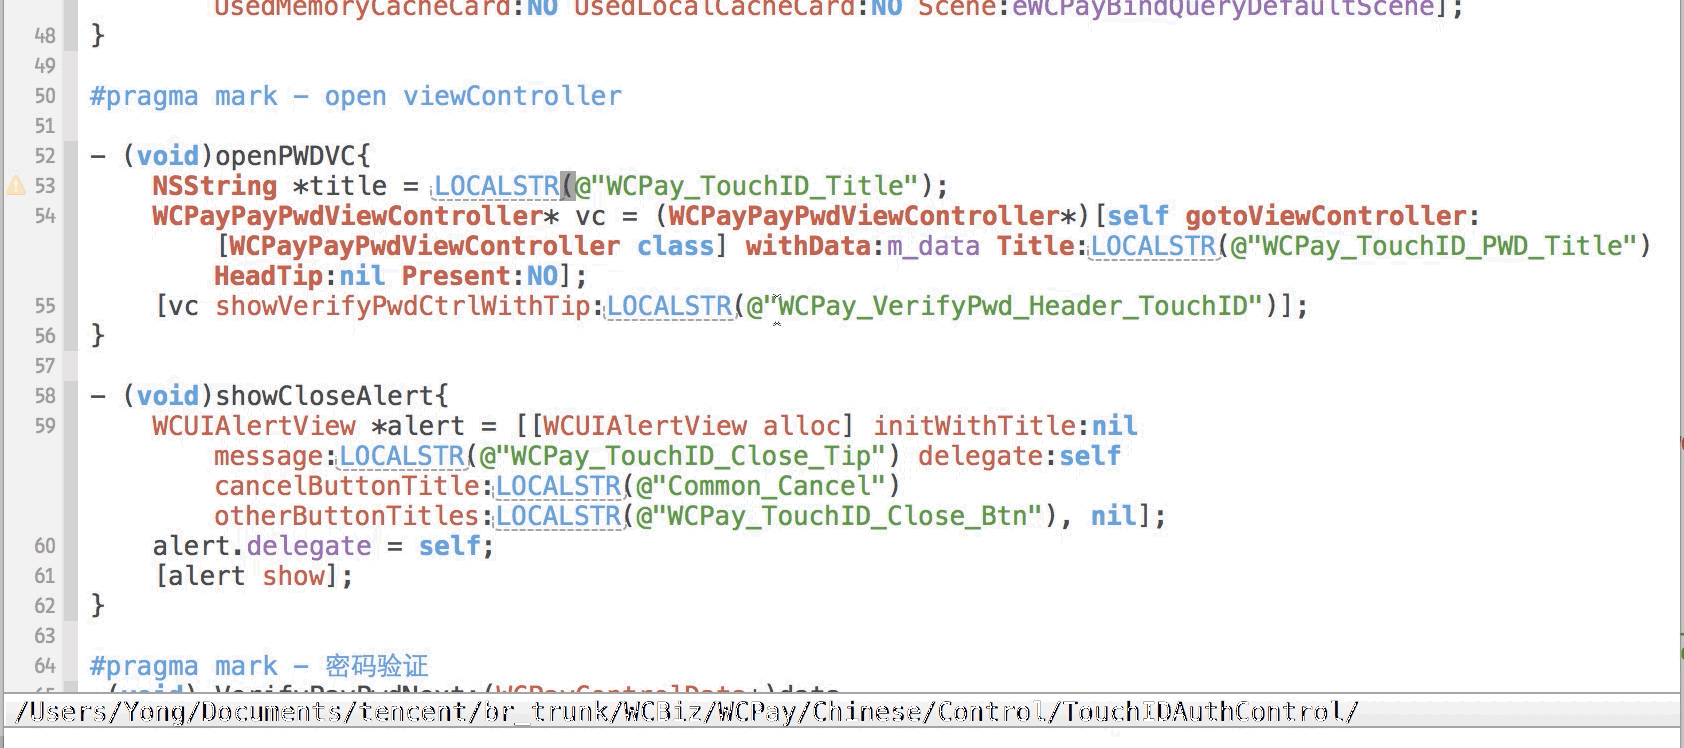 UsedMemoryCacheCard:NO UsedLocalCacheCard:NO Scene:eWCPayBindQueryDefaultScene];
48 }
49
50 #pragma mark - open viewController
51
52 - (void)openPWDVC{
53 NSString *title = LOCALSTR(@"WCPay_TouchID_Title");
54 WCPayPayPwdViewController* vc = (WCPayPayPwdViewController*)[self gotoViewController:
[WCPayPayPwdViewController class] withData:m_data Title:LOCALSTR(@"WCPay_TouchID_PWD_Title")
HeadTip:nil Present:NO];
55 [vc showVerifyPwdCtrlWithTip:LOCALSTR(@"WCPay_VerifyPwd_Header_TouchID")];
56 }
57
58 - (void)showCloseAlert{
59 WCUIAlertView *alert = [[WCUIAlertView alloc] initWithTitle:nil
message:LOCALSTR(@"WCPay_TouchID_Close_Tip") delegate:self
cancelButtonTitle:LOCALSTR(@"Common_Cancel")
otherButtonTitles:LOCALSTR(@"WCPay_TouchID_Close_Btn"), nil];
60 alert.delegate = self;
61 [alert show];
62 }
63
64 #pragma mark - 密码验证
65 (void) VerifyPayPwdNext:(WCPayControlData*)data
/Users/Yong/Documents/tencent/br_trunk/WCBiz/WCPay/Chinese/Control/TouchIDAuthControl/